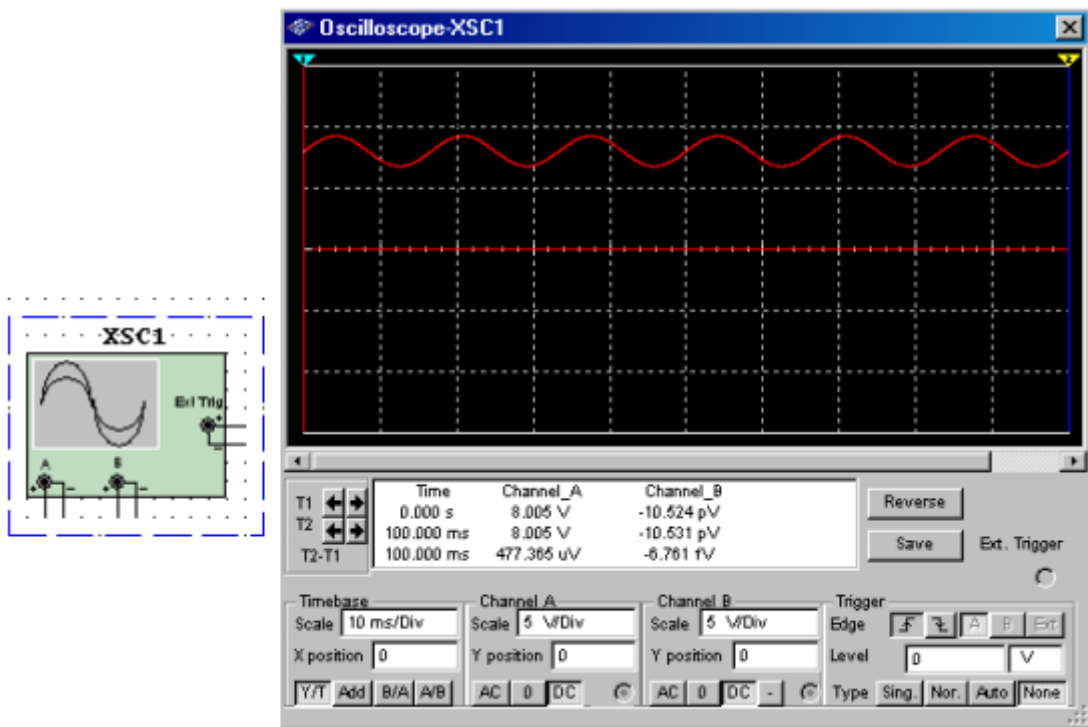 Oscilloscope-XSC1
1 2
XSC1
Ext Trig
A B
+ - + - + -
Time Channel_A Channel_B
T1 0.000 s 8.005 V -10.524 pV
T2 100.000 ms 8.005 V -10.531 pV
T2-T1 100.000 ms 477.365 uV -6.761 fV
Reverse
Save
Ext. Trigger
Timebase Channel A Channel B Trigger
Scale 10 ms/Div Scale 5 V/Div Scale 5 V/Div Edge A B Ext
X position 0 Y position 0 Y position 0 Level 0 V
Y/T Add B/A A/B AC 0 DC AC 0 DC - Type Sing. Nor. Auto None